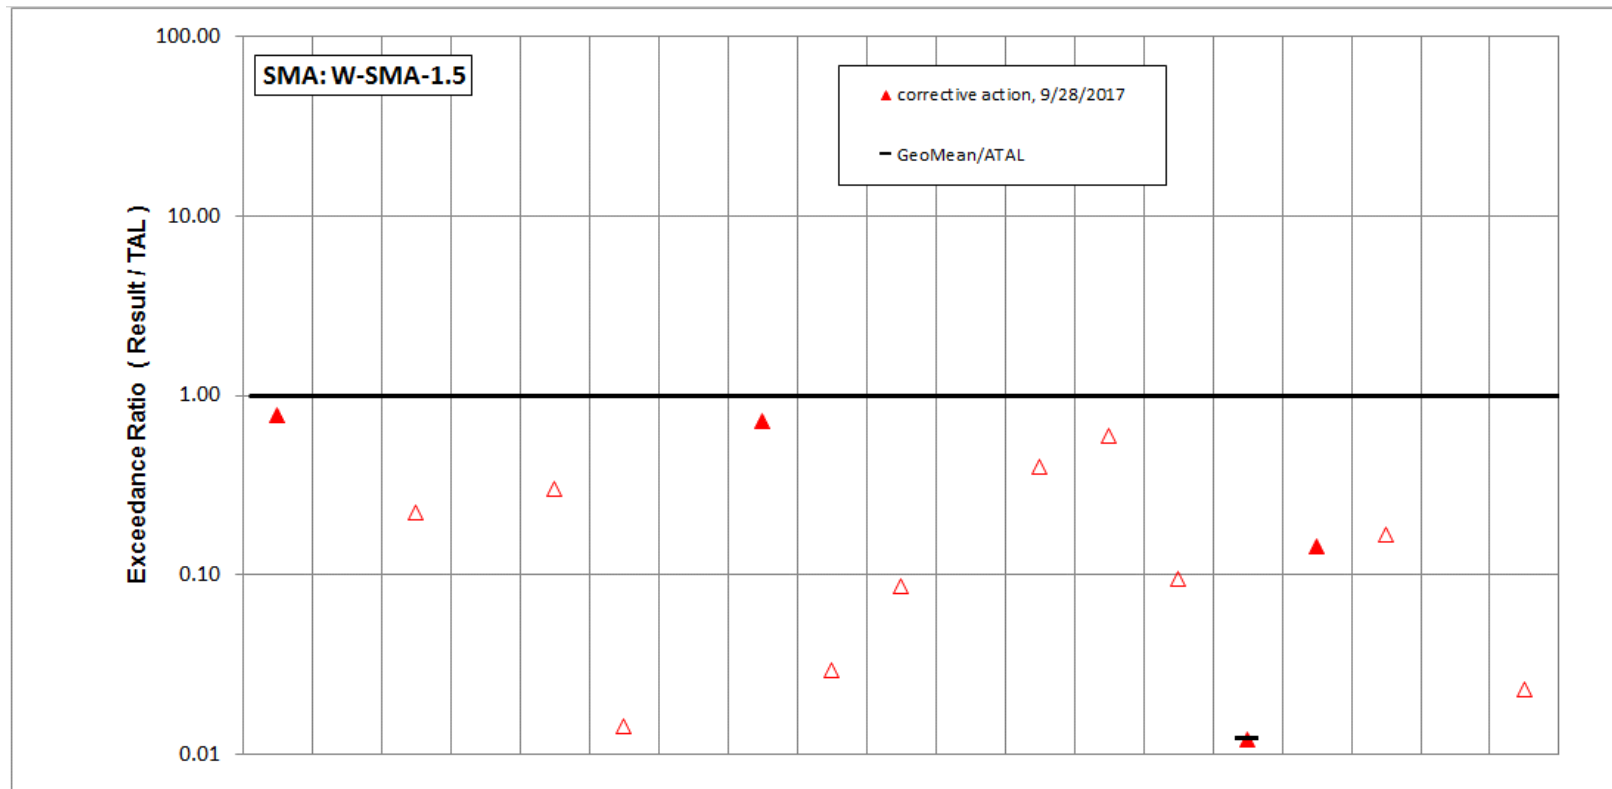 100.00
SMA: W-SMA-1.5
corrective action, 9/28/2017
GeoMean/ATAL
10.00
1.00
0.10
0.01
Exceedance Ratio ( Result / TAL )